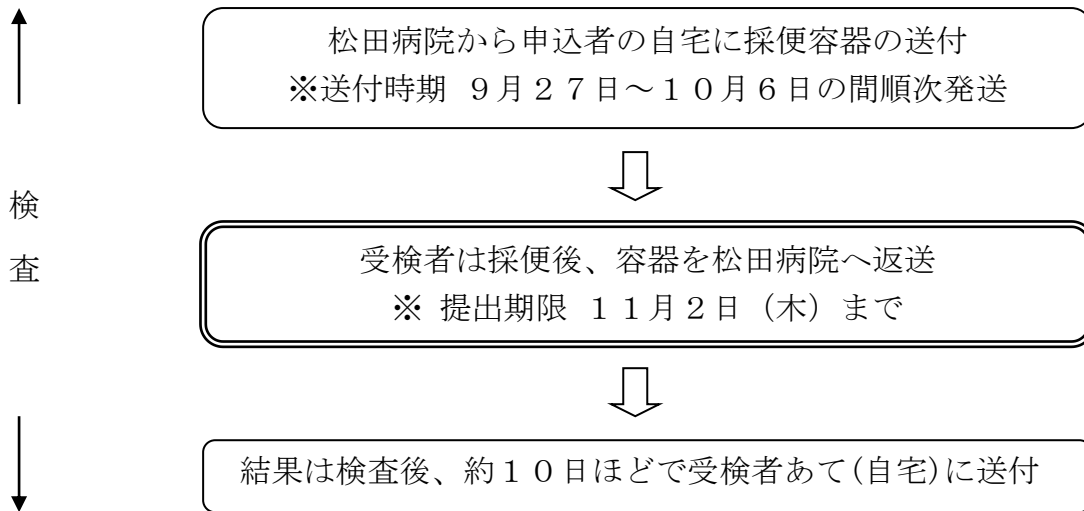 検
査
松田病院から申込者の自宅に採便容器の送付
※送付時期 ９月２７日～１０月６日の間順次発送
受検者は採便後、容器を松田病院へ返送
※ 提出期限 １１月２日（木）まで
結果は検査後、約１０日ほどで受検者あて(自宅)に送付